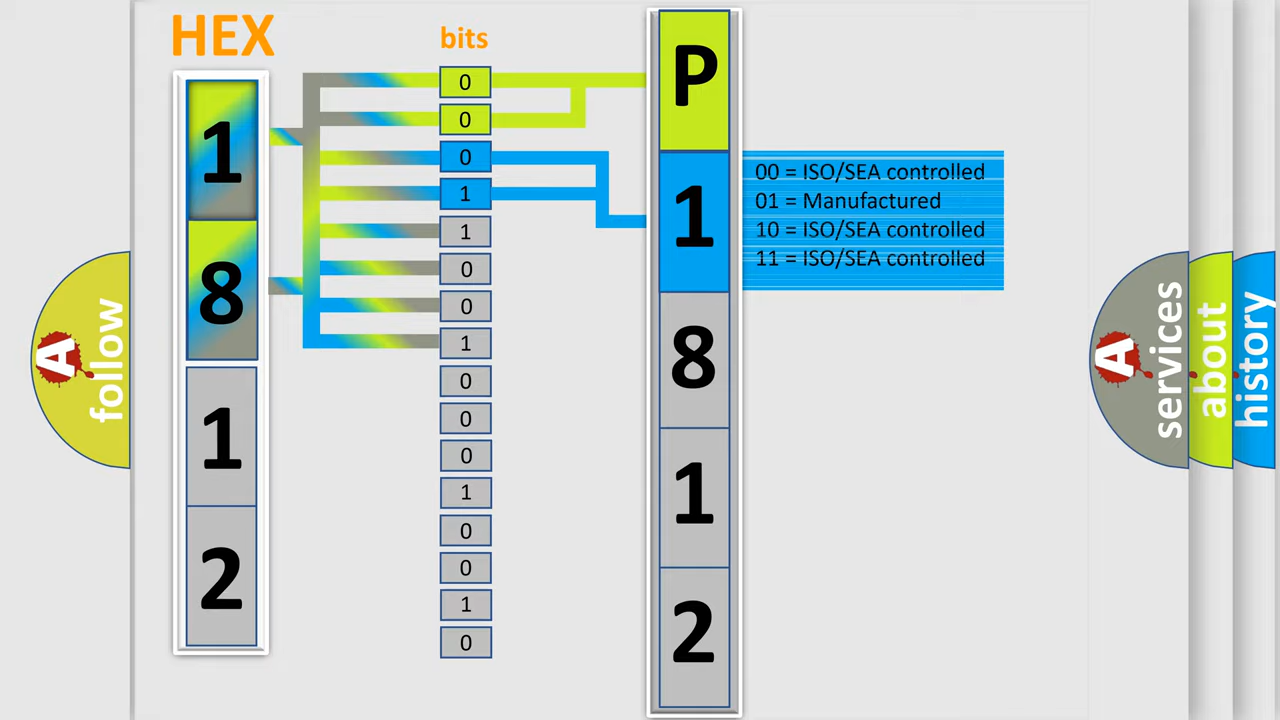 HEX
bits
1
8
1
2
0
0
0
1
1
0
0
1
0
0
0
1
0
0
1
0
P
1
8
1
2
00 = ISO/SEA controlled
01 = Manufactured
10 = ISO/SEA controlled
11 = ISO/SEA controlled
A
follow
A
services
about
history